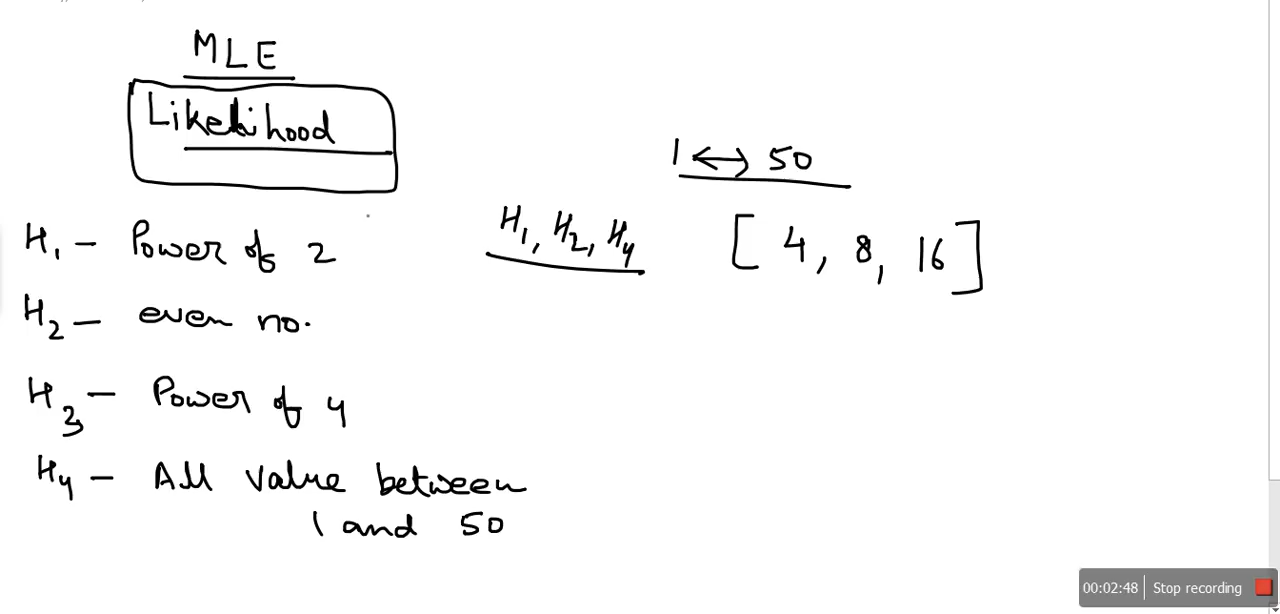 MLE
Likelihood
1 ↔ 50
H₁, H₂, H₄
[ 4, 8, 16 ]
H₁ – Power of 2
H₂ – even no.
H₃ – Power of 4
H₄ – All value between
1 and 50
00:02:48 Stop recording